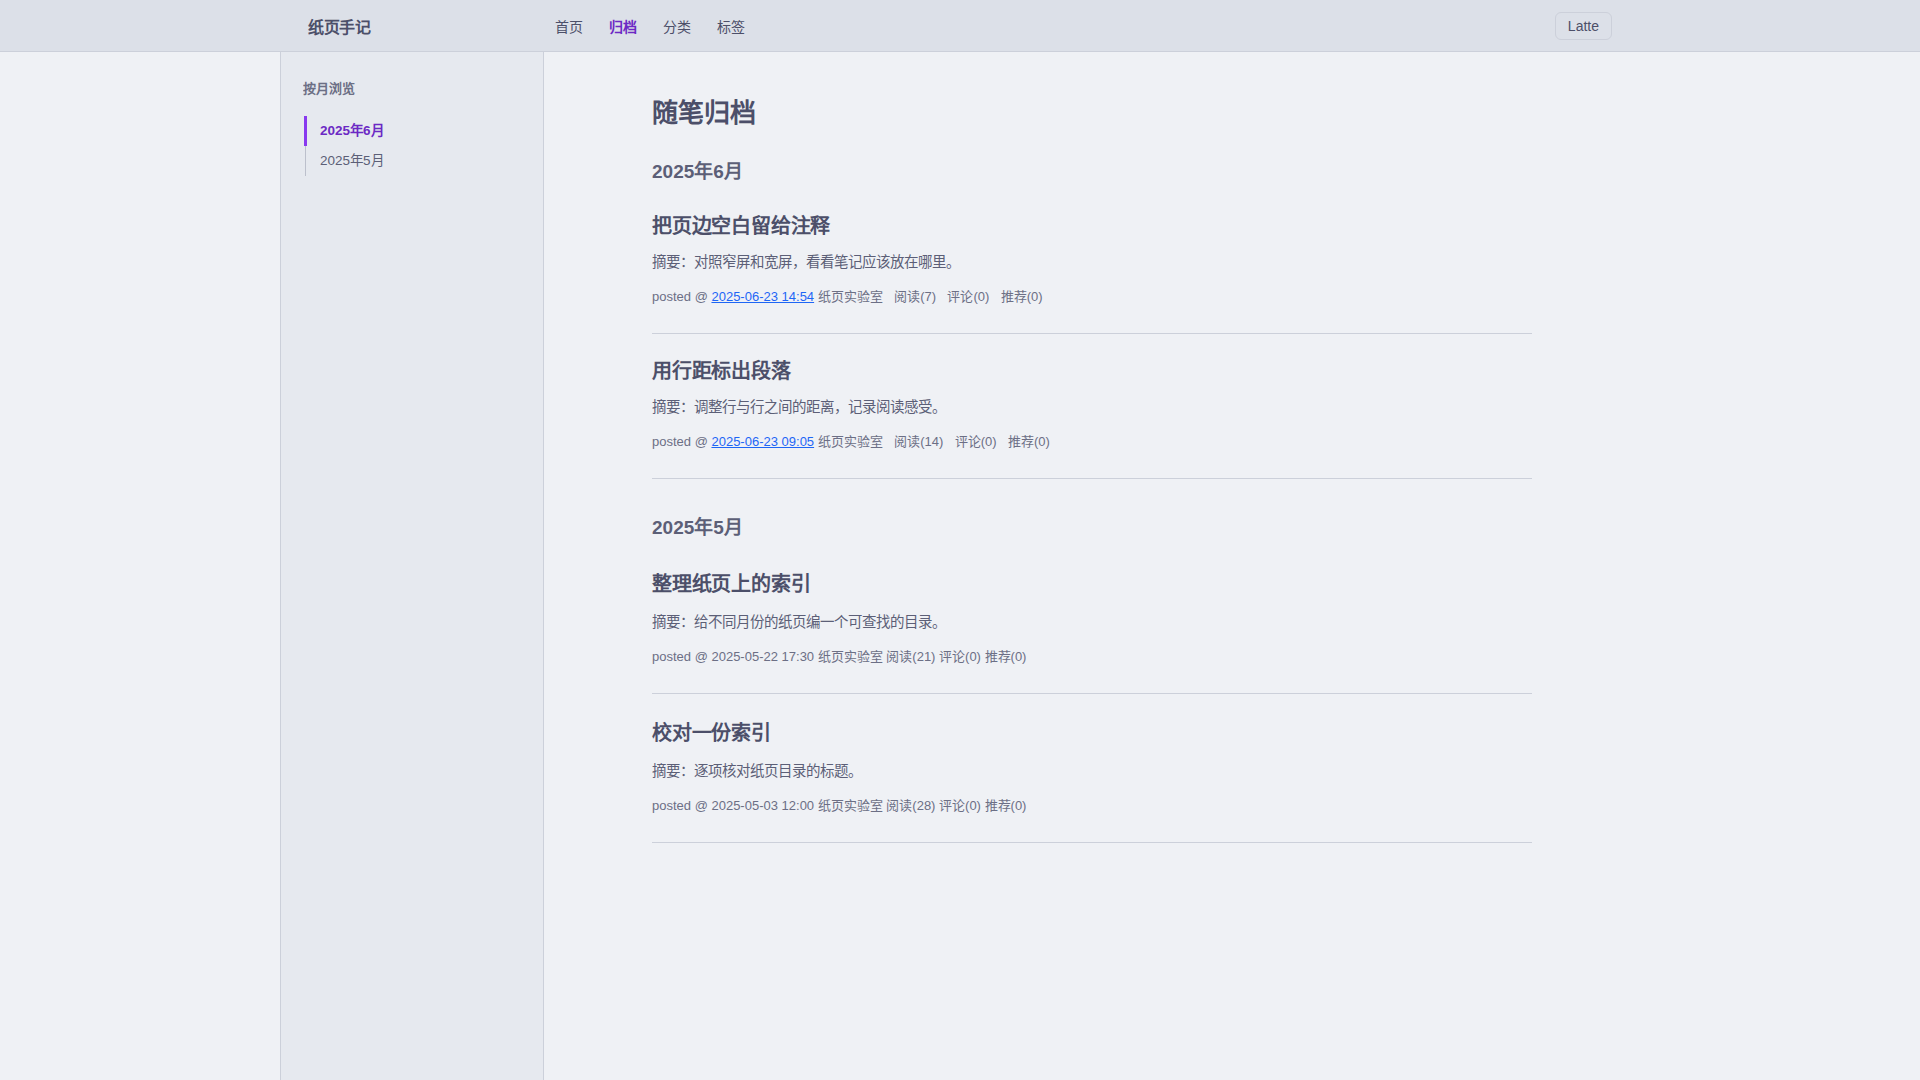 纸页手记
首页 归档 分类 标签
Latte
按月浏览
2025年6月
2025年5月
随笔归档
2025年6月
把页边空白留给注释
摘要：对照窄屏和宽屏，看看笔记应该放在哪里。
posted @ 2025-06-23 14:54 纸页实验室 阅读(7) 评论(0) 推荐(0)
用行距标出段落
摘要：调整行与行之间的距离，记录阅读感受。
posted @ 2025-06-23 09:05 纸页实验室 阅读(14) 评论(0) 推荐(0)
2025年5月
整理纸页上的索引
摘要：给不同月份的纸页编一个可查找的目录。
posted @ 2025-05-22 17:30 纸页实验室 阅读(21) 评论(0) 推荐(0)
校对一份索引
摘要：逐项核对纸页目录的标题。
posted @ 2025-05-03 12:00 纸页实验室 阅读(28) 评论(0) 推荐(0)